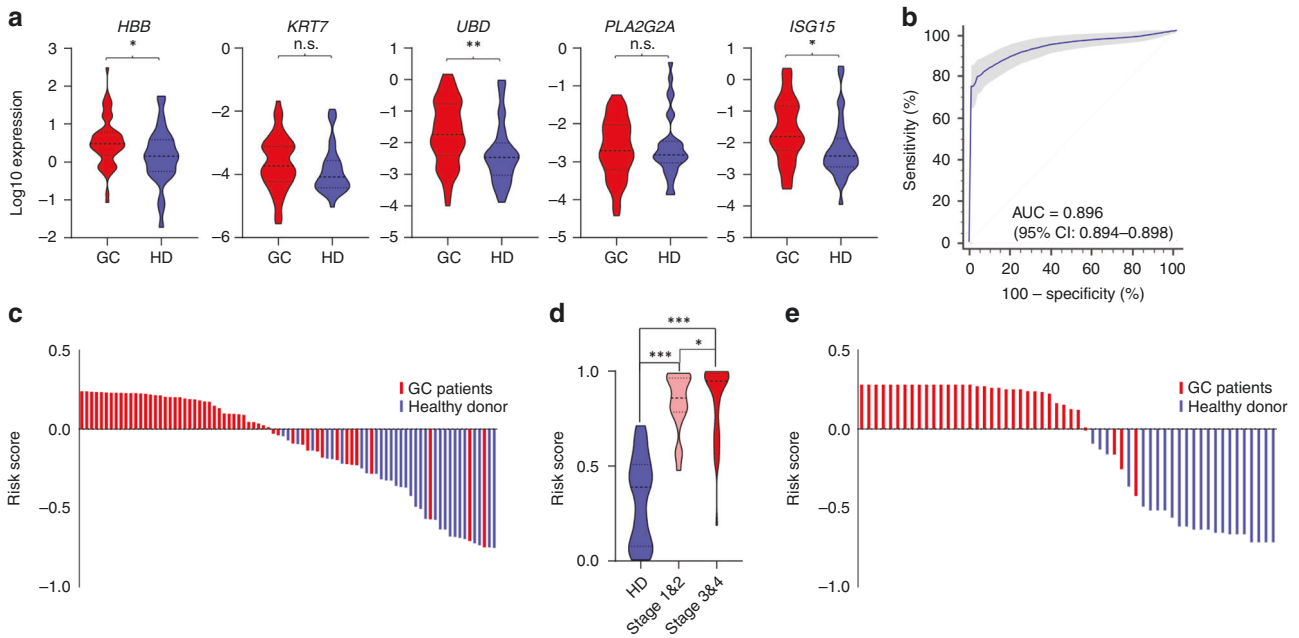 a
HBB
KRT7
UBD
PLA2G2A
ISG15
*
n.s.
**
n.s.
*
Log10 expression
3
2
1
0
−1
−2
0
−2
−4
−6
0
−1
−2
−3
−4
−5
0
−1
−2
−3
−4
−5
1
0
−1
−2
−3
−4
−5
GC HD
GC HD
GC HD
GC HD
GC HD
b
Sensitivity (%)
100
80
60
40
20
0
AUC = 0.896
(95% CI: 0.894–0.898)
0 20 40 60 80 100
100 – specificity (%)
c
Risk score
0.5
0.0
−0.5
−1.0
GC patients
Healthy donor
d
***
***
*
Risk score
1.0
0.5
0.0
HD
Stage 1&2
Stage 3&4
e
Risk score
0.5
0.0
−0.5
−1.0
GC patients
Healthy donor